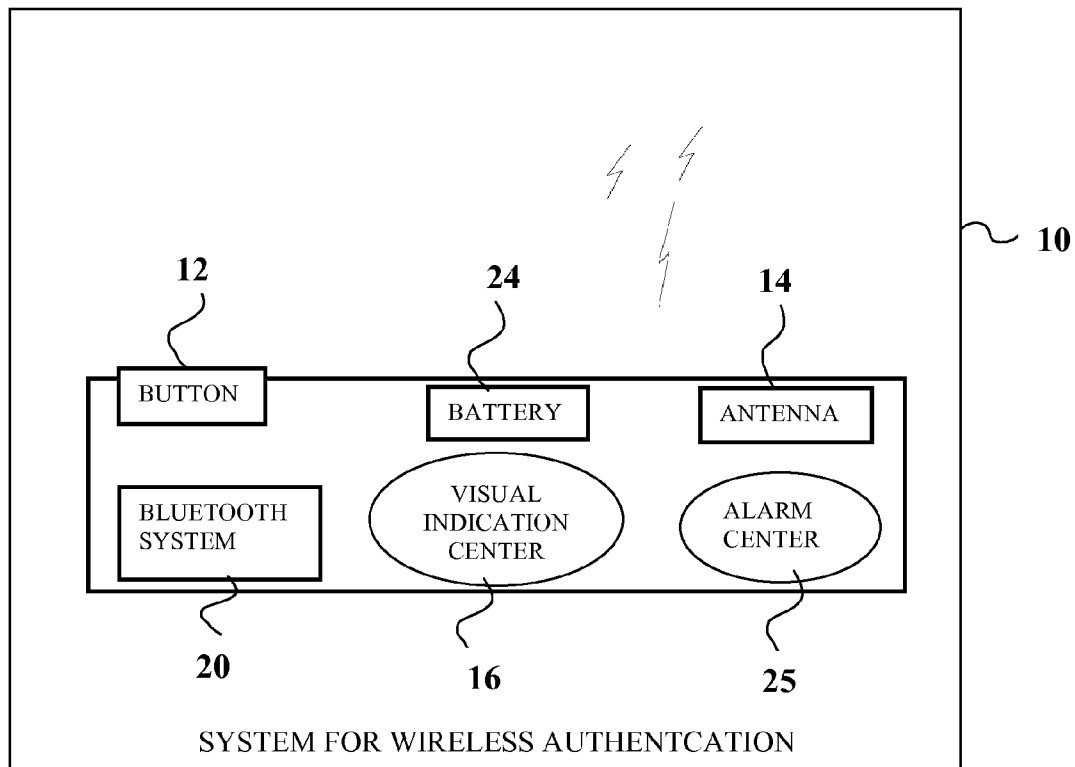 10
12
24
14
BUTTON
BATTERY
ANTENNA
BLUETOOTH
SYSTEM
VISUAL
INDICATION
CENTER
ALARM
CENTER
20
16
25
SYSTEM FOR WIRELESS AUTHENTCATION